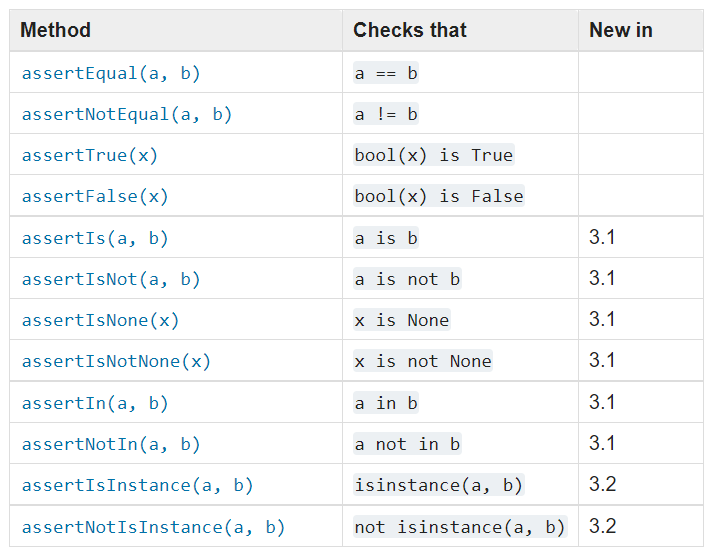 Method Checks that New in
assertEqual(a, b) a == b
assertNotEqual(a, b) a != b
assertTrue(x) bool(x) is True
assertFalse(x) bool(x) is False
assertIs(a, b) a is b 3.1
assertIsNot(a, b) a is not b 3.1
assertIsNone(x) x is None 3.1
assertIsNotNone(x) x is not None 3.1
assertIn(a, b) a in b 3.1
assertNotIn(a, b) a not in b 3.1
assertIsInstance(a, b) isinstance(a, b) 3.2
assertNotIsInstance(a, b) not isinstance(a, b) 3.2